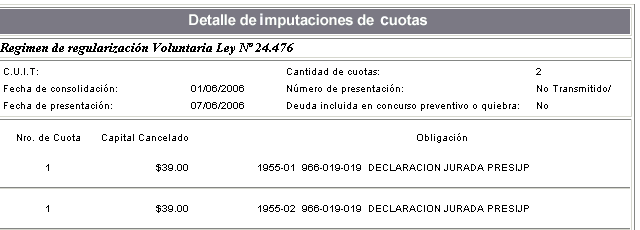 Detalle de imputaciones de cuotas
Regimen de regularización Voluntaria Ley Nº 24.476
C.U.I.T: Cantidad de cuotas: 2
Fecha de consolidación: 01/06/2006 Número de presentación: No Transmitido/
Fecha de presentación: 07/06/2006 Deuda incluida en concurso preventivo o quiebra: No
Nro. de Cuota Capital Cancelado Obligación
1 $39.00 1955-01 966-019-019 DECLARACION JURADA PRESIJP
1 $39.00 1955-02 966-019-019 DECLARACION JURADA PRESIJP